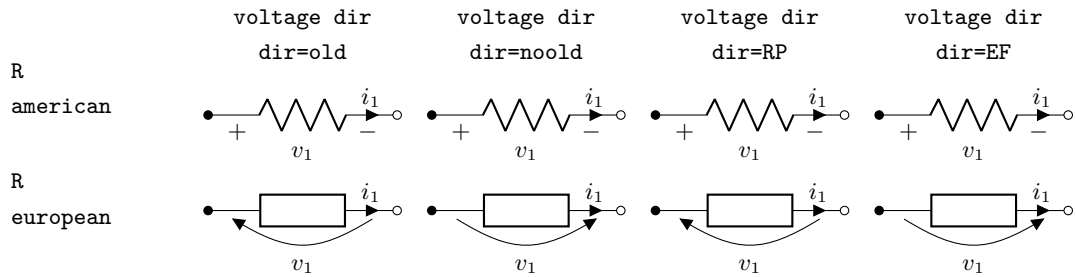 voltage dir voltage dir voltage dir voltage dir
dir=old dir=noold dir=RP dir=EF
R
american
i₁ i₁ i₁ i₁
+ − + − + − + −
v₁ v₁ v₁ v₁
R
european
i₁ i₁ i₁ i₁
v₁ v₁ v₁ v₁